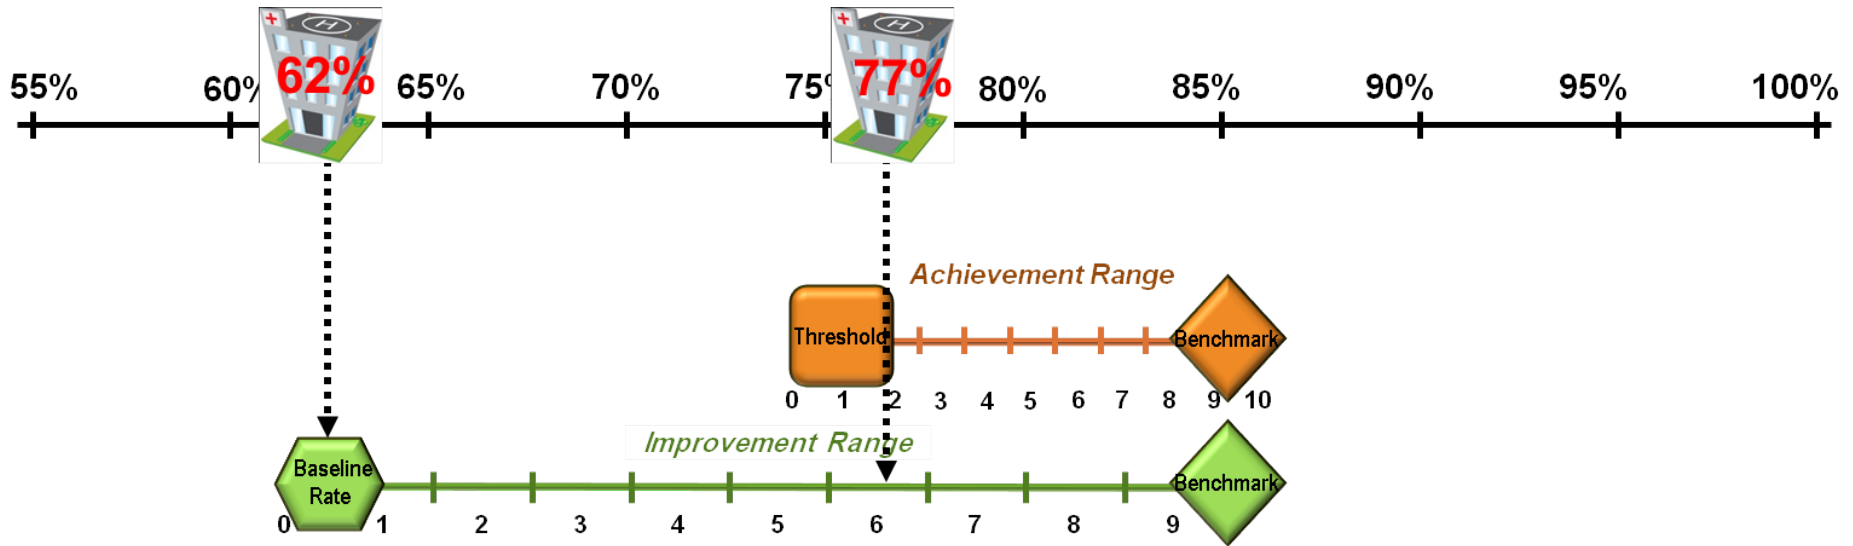 55% 60% 62% 65% 70% 75% 77% 80% 85% 90% 95% 100%
H H
Achievement Range
Threshold Benchmark
0 1 2 3 4 5 6 7 8 9 10
Improvement Range
Baseline
Rate
Benchmark
0 1 2 3 4 5 6 7 8 9